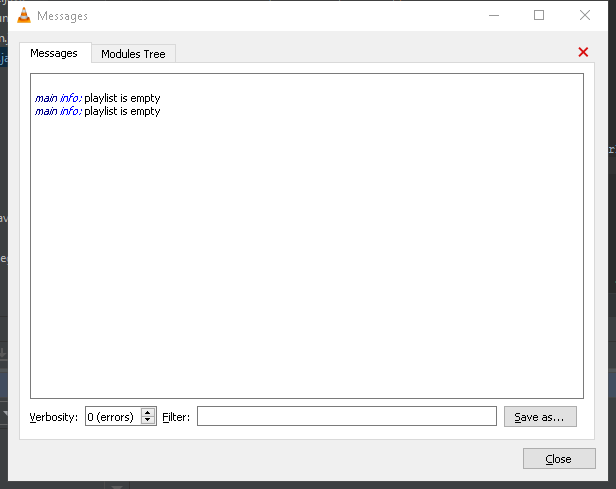 Messages
Messages
Modules Tree
main info: playlist is empty
main info: playlist is empty
Verbosity:
0 (errors)
Filter:
Save as...
Close